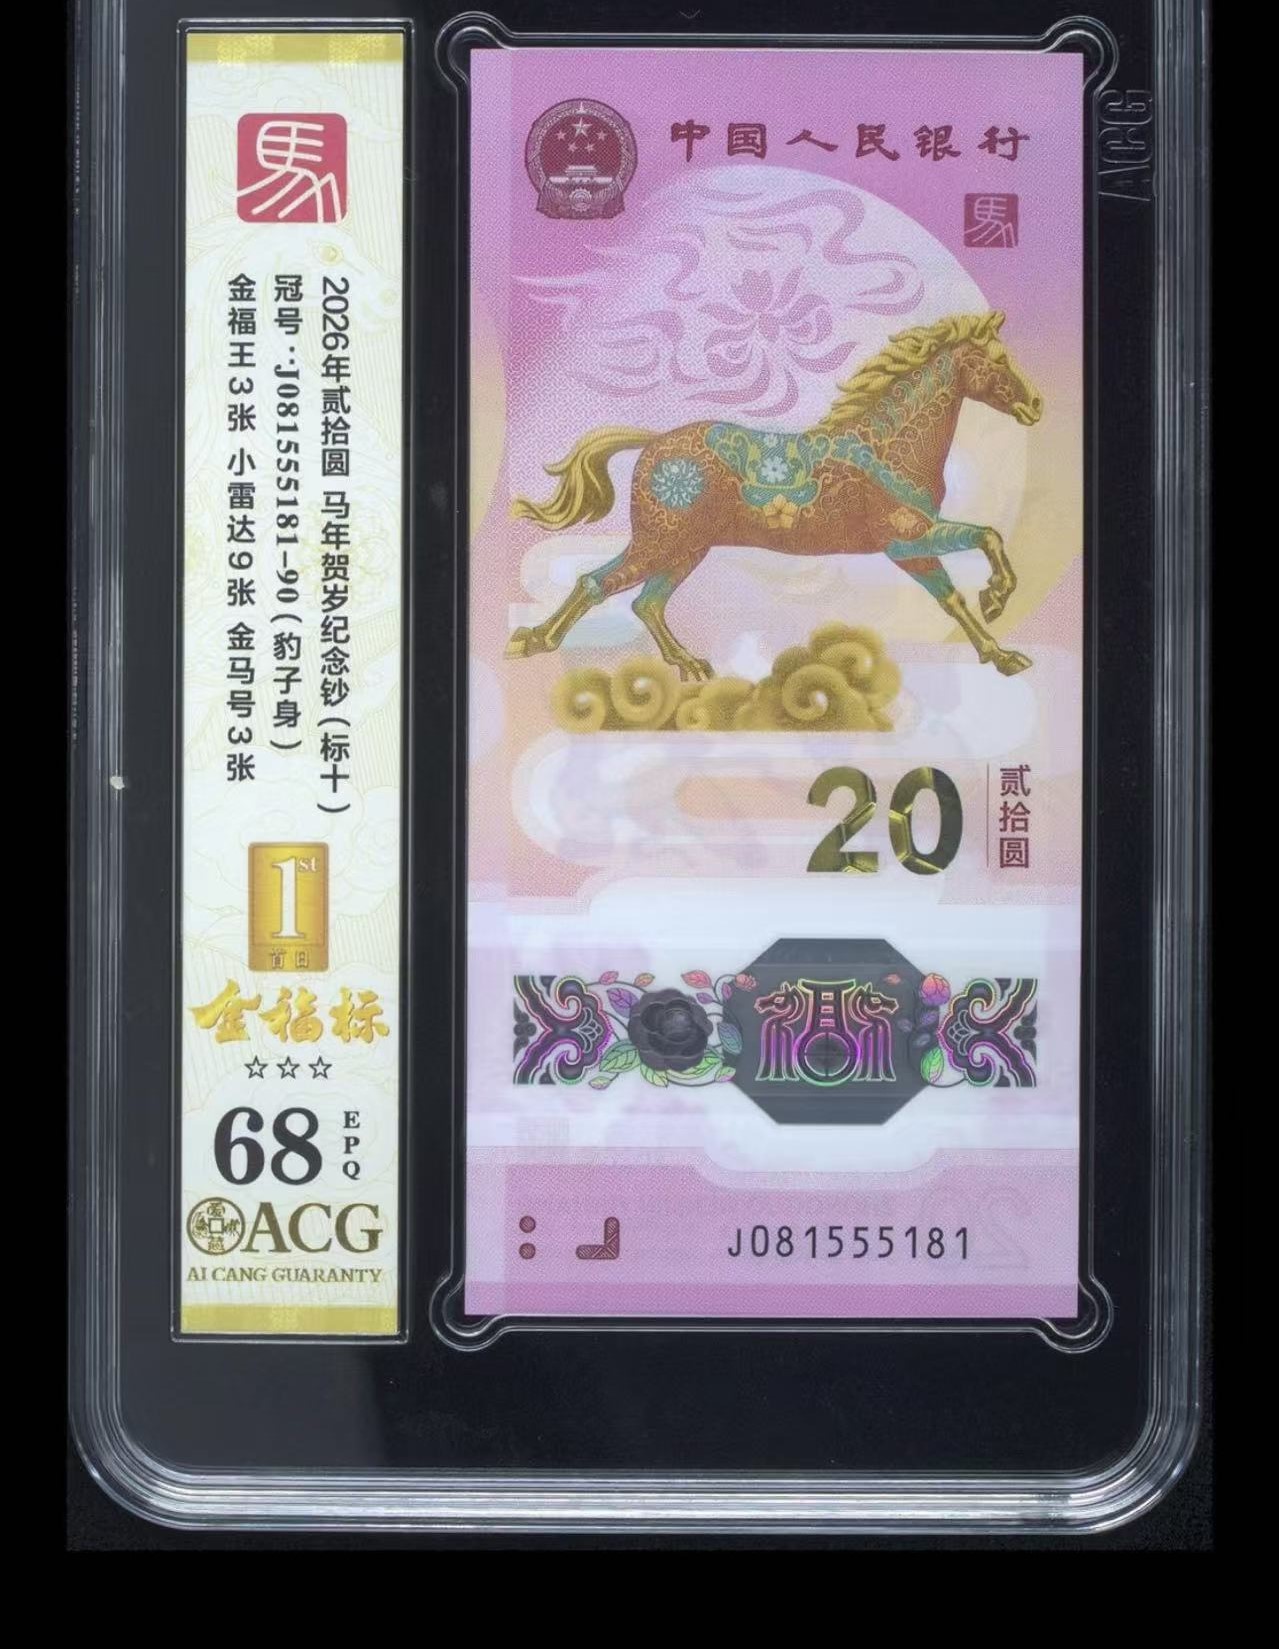 馬
2026年贰拾圆 马年贺岁纪念钞(标十)
冠号:J081555181-90(豹子身)
金福王3张 小雷达9张 金马号3张
1st
首日
金福标
☆☆☆
68 EPQ
ACG
AI CANG GUARANTY
中国人民银行
馬
20 贰拾圆
J081555181
ACG